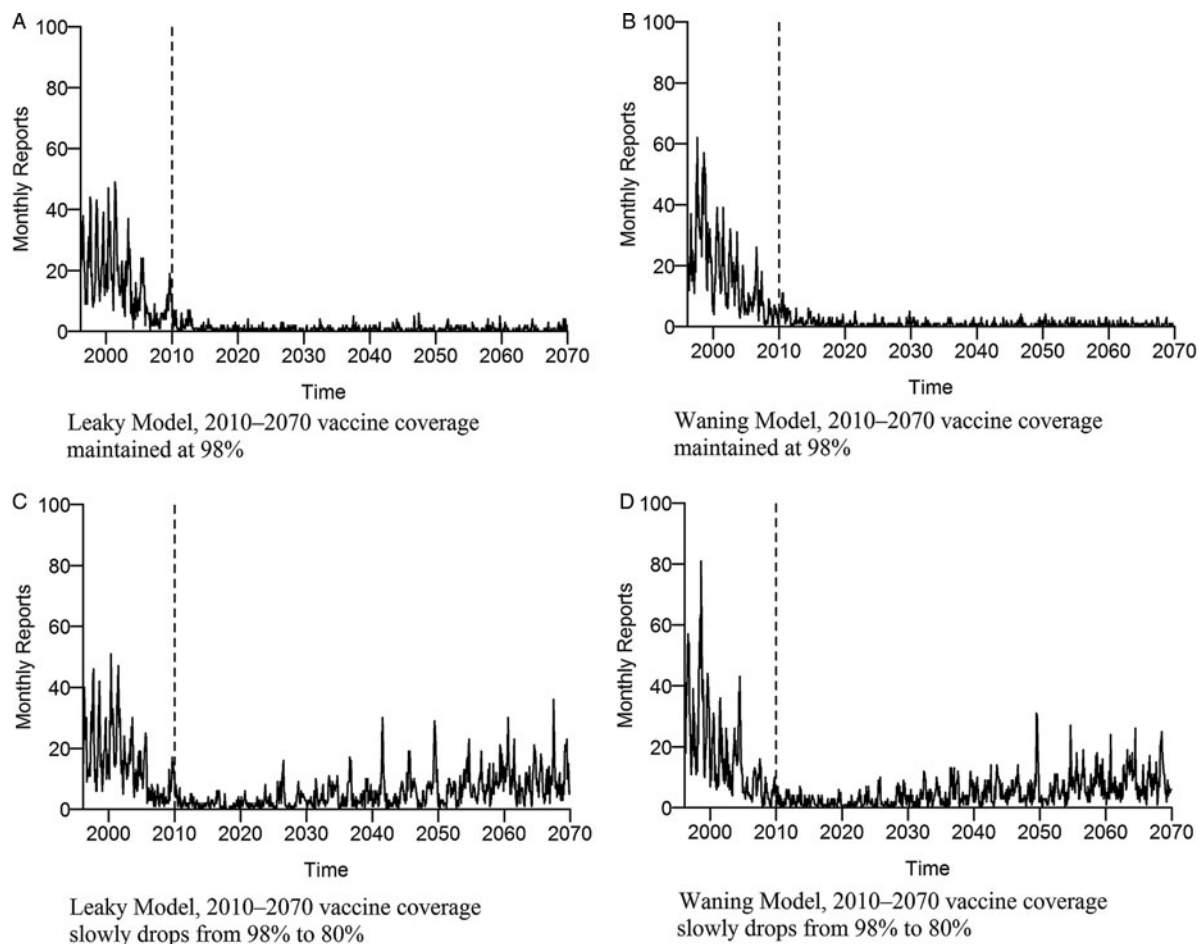 A
100
80
60
40
20
0
Monthly Reports
2000 2010 2020 2030 2040 2050 2060 2070
Time
Leaky Model, 2010–2070 vaccine coverage
maintained at 98%
B
100
80
60
40
20
0
Monthly Reports
2000 2010 2020 2030 2040 2050 2060 2070
Time
Waning Model, 2010–2070 vaccine coverage
maintained at 98%
C
100
80
60
40
20
0
Monthly Reports
2000 2010 2020 2030 2040 2050 2060 2070
Time
Leaky Model, 2010–2070 vaccine coverage
slowly drops from 98% to 80%
D
100
80
60
40
20
0
Monthly Reports
2000 2010 2020 2030 2040 2050 2060 2070
Time
Waning Model, 2010–2070 vaccine coverage
slowly drops from 98% to 80%